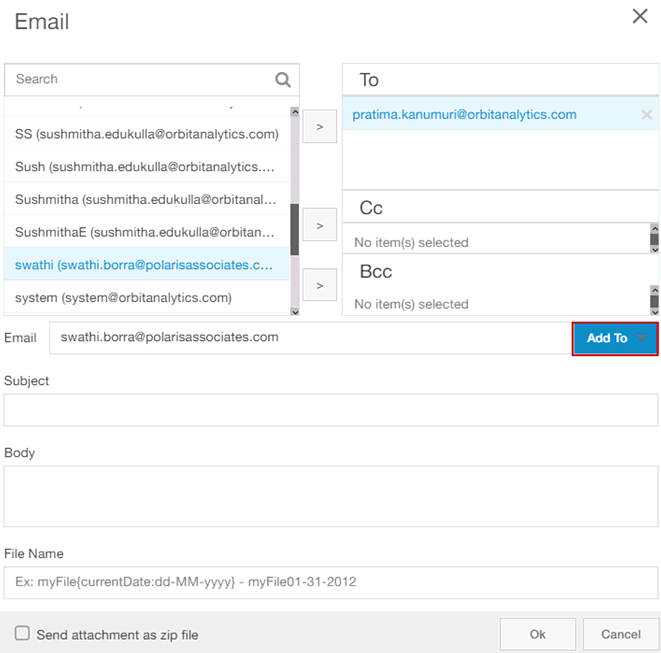 Email
Search
SS (sushmitha.edukulla@orbitanalytics.com)
Sush (sushmitha.edukulla@orbitanalytics....
Sushmitha (sushmitha.edukulla@orbitanal...
SushmithaE (sushmitha.edukulla@orbitan...
swathi (swathi.borra@polarisassociates.c...
system (system@orbitanalytics.com)
>
>
>
To
pratima.kanumuri@orbitanalytics.com
Cc
No item(s) selected
Bcc
No item(s) selected
Email
swathi.borra@polarisassociates.com
Add To
Subject
Body
File Name
Ex: myFile{currentDate:dd-MM-yyyy} - myFile01-31-2012
Send attachment as zip file
Ok
Cancel